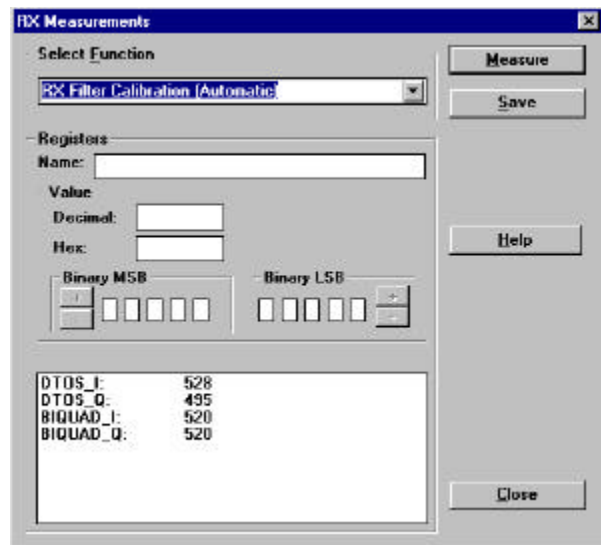 RX Measurements
Select Function
RX Filter Calibration (Automatic)
Measure
Save
Registers
Name:
Value
Decimal:
Hex:
Help
Binary MSB
Binary LSB
+
-
+
-
DTOS_I: 528
DTOS_Q: 495
BIQUAD_I: 520
BIQUAD_Q: 520
Close